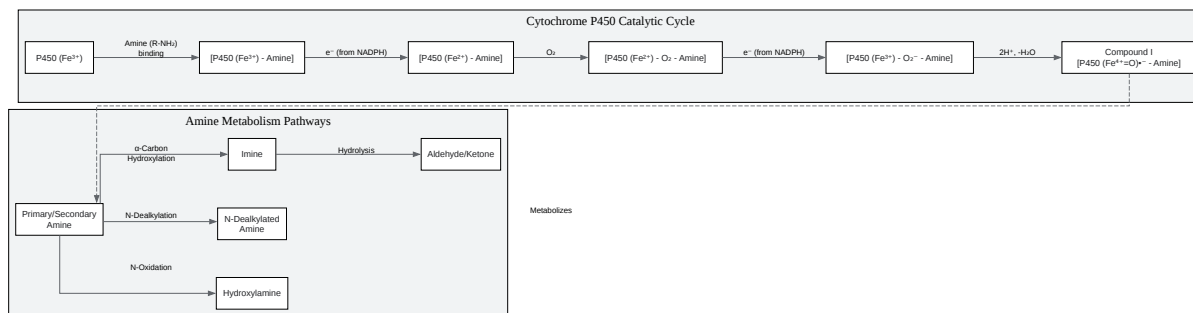 Cytochrome P450 Catalytic Cycle
P450 (Fe³⁺)
Amine (R-NH₂)
binding
[P450 (Fe³⁺) - Amine]
e⁻ (from NADPH)
[P450 (Fe²⁺) - Amine]
O₂
[P450 (Fe²⁺) - O₂ - Amine]
e⁻ (from NADPH)
[P450 (Fe³⁺) - O₂⁻ - Amine]
2H⁺, -H₂O
Compound I
[P450 (Fe⁴⁺=O)•⁻ - Amine]
Amine Metabolism Pathways
α-Carbon
Hydroxylation
Imine
Hydrolysis
Aldehyde/Ketone
Primary/Secondary
Amine
N-Dealkylation
N-Dealkylated
Amine
Metabolizes
N-Oxidation
Hydroxylamine